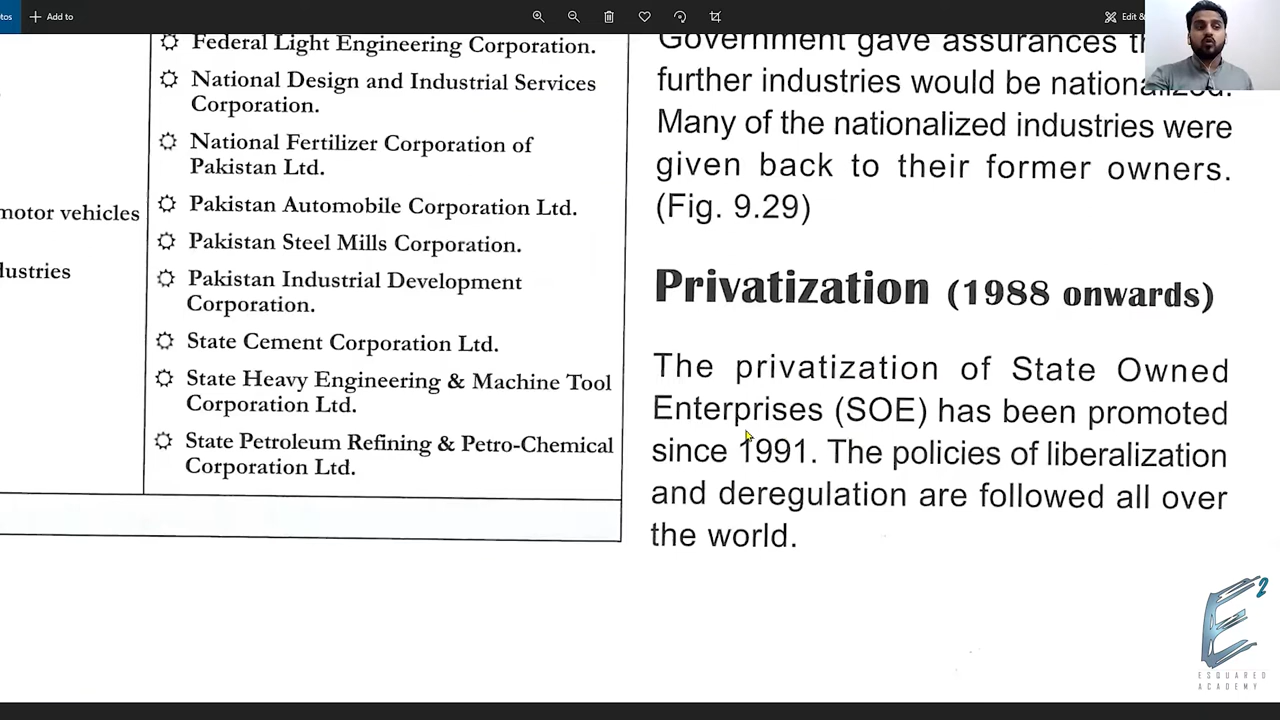 Add to
Edit &
Federal Light Engineering Corporation.
National Design and Industrial Services
Corporation.
National Fertilizer Corporation of
Pakistan Ltd.
motor vehicles
Pakistan Automobile Corporation Ltd.
Pakistan Steel Mills Corporation.
Pakistan Industrial Development
Corporation.
State Cement Corporation Ltd.
State Heavy Engineering & Machine Tool
Corporation Ltd.
State Petroleum Refining & Petro-Chemical
Corporation Ltd.
Government gave assurances
further industries would be nationalized.
Many of the nationalized industries were
given back to their former owners.
(Fig. 9.29)
Privatization (1988 onwards)
The privatization of State Owned
Enterprises (SOE) has been promoted
since 1991. The policies of liberalization
and deregulation are followed all over
the world.
E2
ESQUARED
ACADEMY